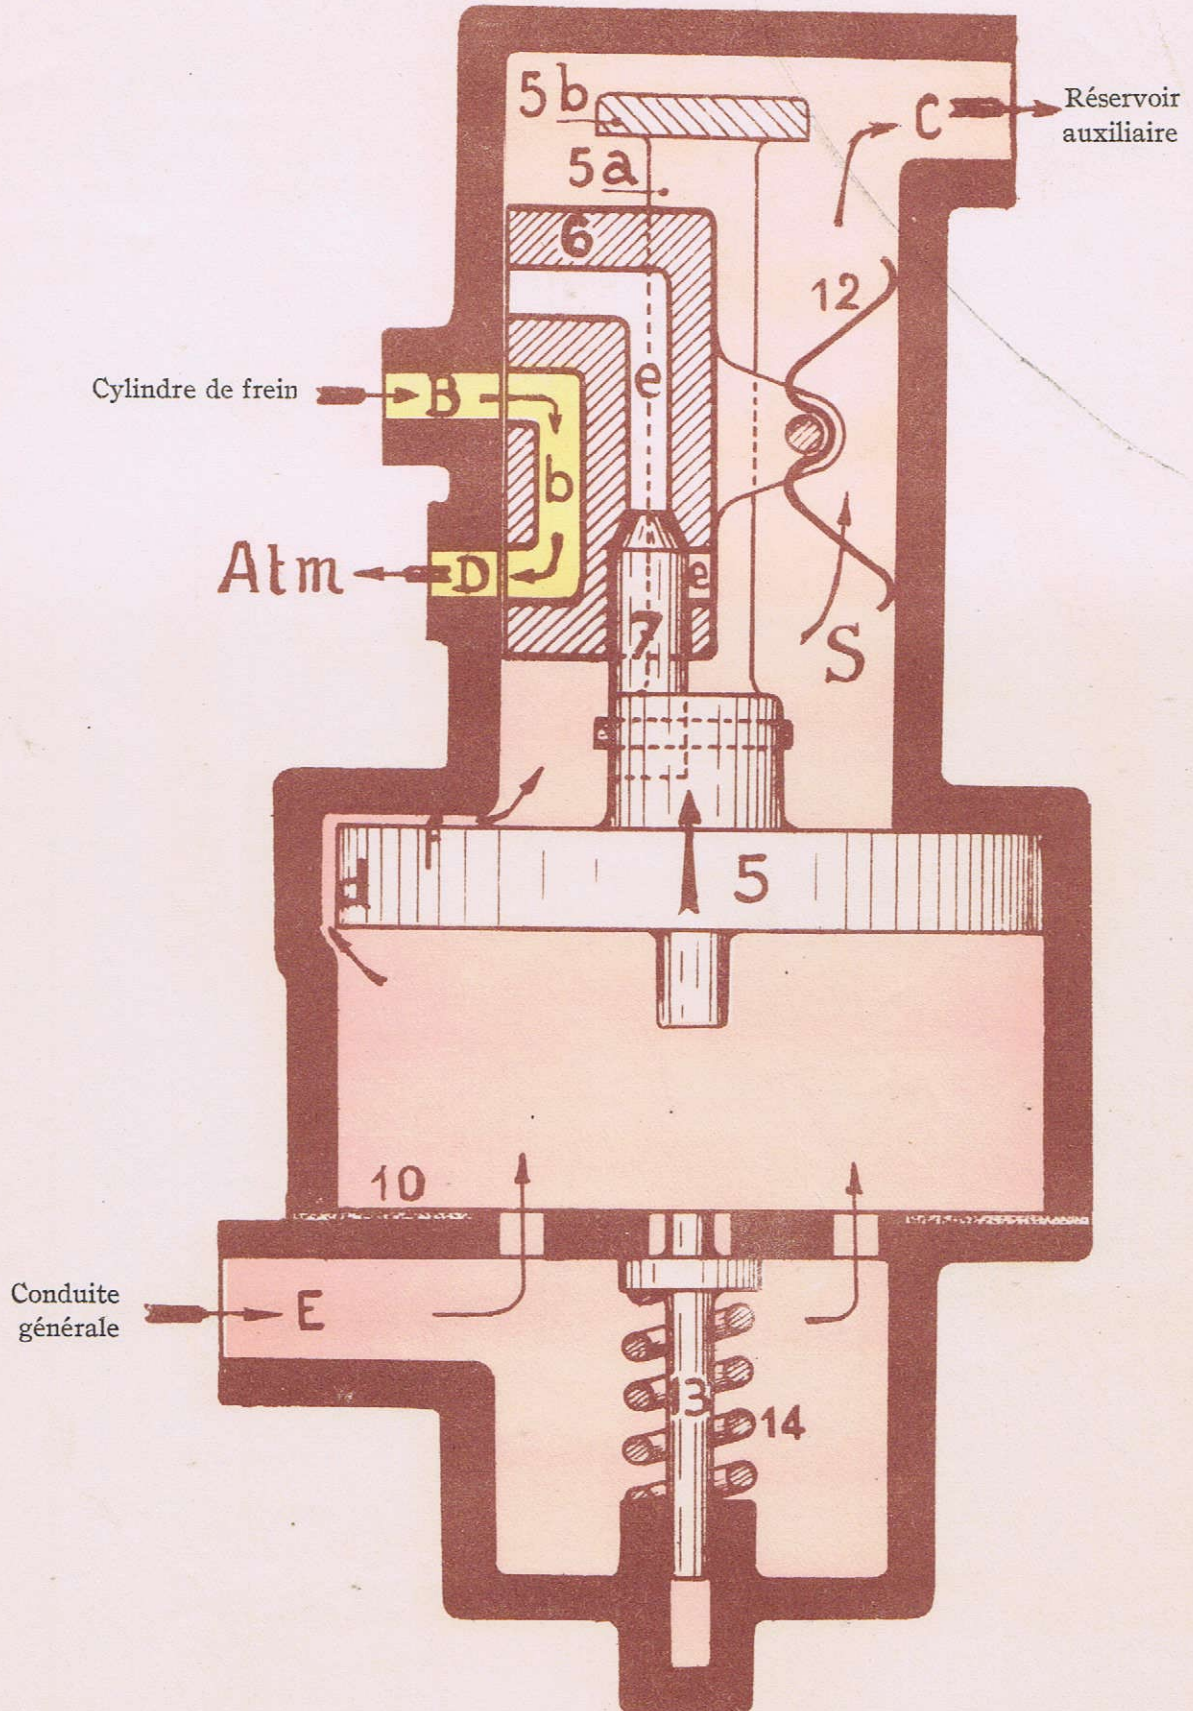 5b
C
Réservoir
auxiliaire
5a
6
12
Cylindre de frein
B
e
b
Atm
D
e
7
S
f
d
5
10
Conduite
générale
E
13
14